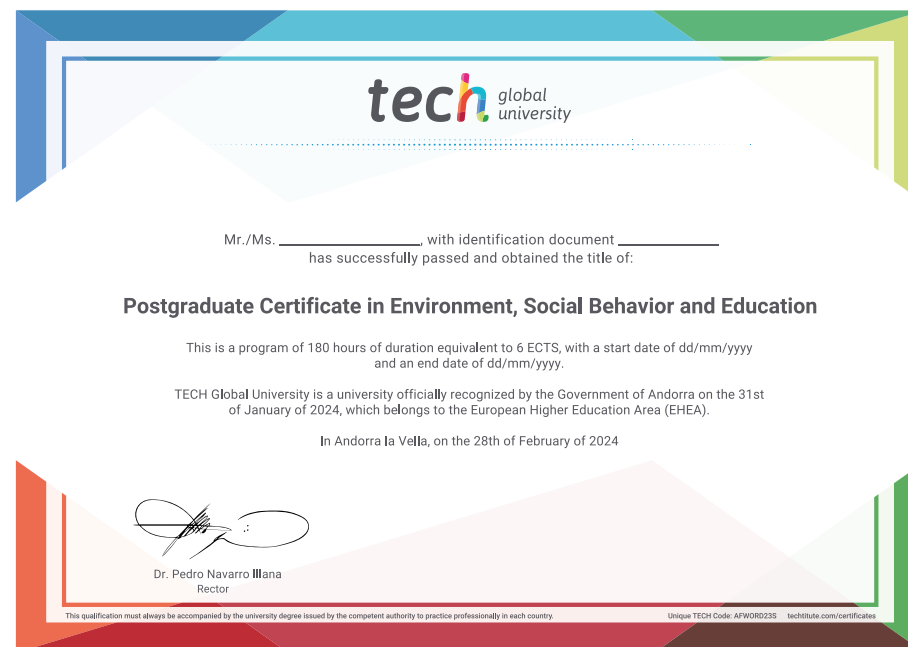 tech global university
Mr./Ms. ____________________, with identification document ______________
has successfully passed and obtained the title of:
Postgraduate Certificate in Environment, Social Behavior and Education
This is a program of 180 hours of duration equivalent to 6 ECTS, with a start date of dd/mm/yyyy
and an end date of dd/mm/yyyy.
TECH Global University is a university officially recognized by the Government of Andorra on the 31st
of January of 2024, which belongs to the European Higher Education Area (EHEA).
In Andorra la Vella, on the 28th of February of 2024
Dr. Pedro Navarro Illana
Rector
This qualification must always be accompanied by the university degree issued by the competent authority to practice professionally in each country. Unique TECH Code: AFWORD23S techtitute.com/certificates